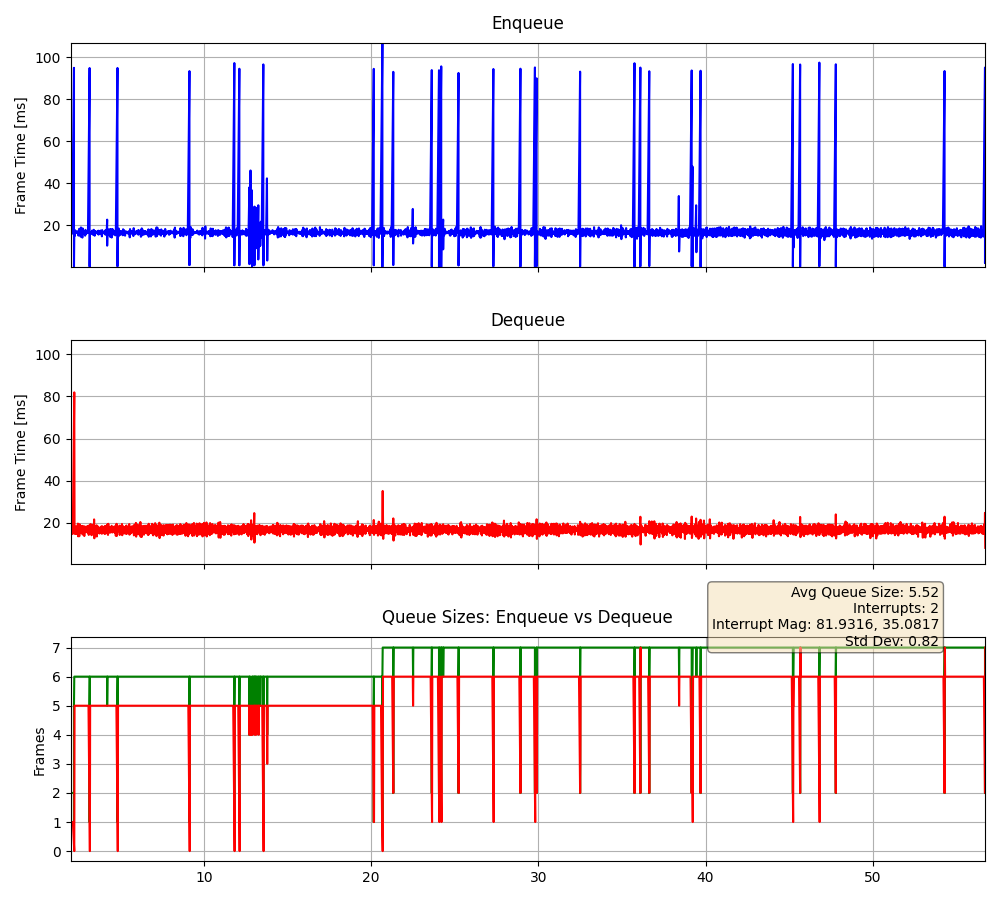 Enqueue
Frame Time [ms]
100
80
60
40
20
Dequeue
Frame Time [ms]
100
80
60
40
20
Avg Queue Size: 5.52
Interrupts: 2
Interrupt Mag: 81.9316, 35.0817
Std Dev: 0.82
Queue Sizes: Enqueue vs Dequeue
Frames
7
6
5
4
3
2
1
0
10 20 30 40 50